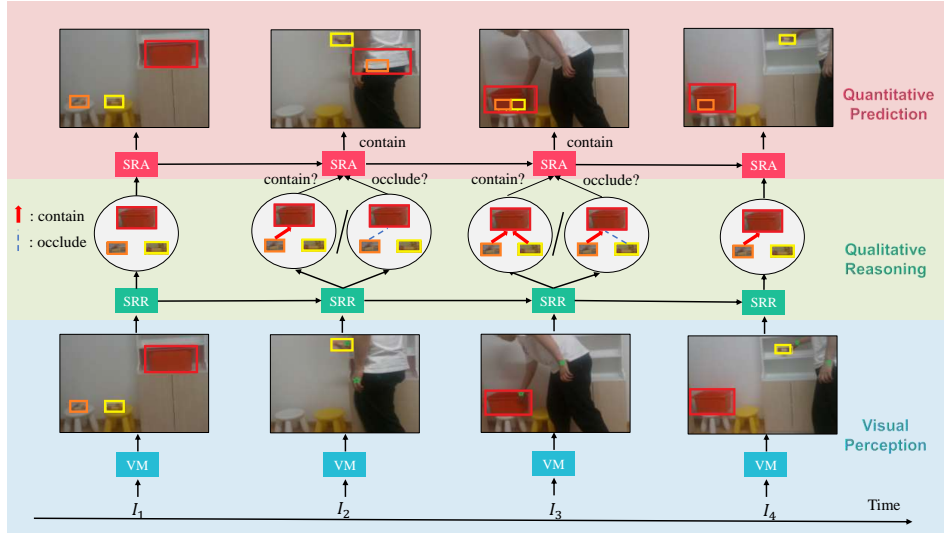 Quantitative
Prediction
contain
contain
SRA
SRA
SRA
SRA
contain?
occlude?
contain?
occlude?
: contain
: occlude
Qualitative
Reasoning
SRR
SRR
SRR
SRR
Visual
Perception
VM
VM
VM
VM
I1
I2
I3
I4
Time